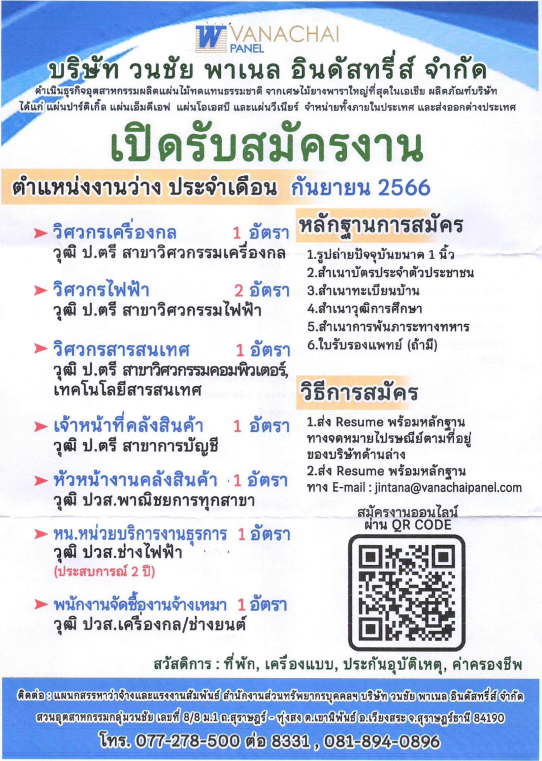 VANACHAI
PANEL
บริษัท วนชัย พาเนล อินดัสทรี่ส์ จำกัด
ดำเนินธุรกิจอุตสาหกรรมผลิตแผ่นไม้ทดแทนธรรมชาติ จากเศษไม้ยางพาราใหญ่ที่สุดในเอเชีย ผลิตภัณฑ์บริษัท
ได้แก่ แผ่นปาร์ติเกิ้ล แผ่นเอ็มดีเอฟ แผ่นโอเอสบี และแผ่นวีเนียร์ จำหน่ายทั้งภายในประเทศ และส่งออกต่างประเทศ
เปิดรับสมัครงาน
ตำแหน่งงานว่าง ประจำเดือน กันยายน 2566
วิศวกรเครื่องกล 1 อัตรา
วุฒิ ป.ตรี สาขาวิศวกรรมเครื่องกล
วิศวกรไฟฟ้า 2 อัตรา
วุฒิ ป.ตรี สาขาวิศวกรรมไฟฟ้า
วิศวกรสารสนเทศ 1 อัตรา
วุฒิ ป.ตรี สาขาวิศวกรรมคอมพิวเตอร์,
เทคโนโลยีสารสนเทศ
เจ้าหน้าที่คลังสินค้า 1 อัตรา
วุฒิ ป.ตรี สาขาการบัญชี
หัวหน้างานคลังสินค้า 1 อัตรา
วุฒิ ปวส.พาณิชยการทุกสาขา
หน.หน่วยบริการงานธุรการ 1 อัตรา
วุฒิ ปวส.ช่างไฟฟ้า
(ประสบการณ์ 2 ปี)
พนักงานจัดซื้องานจ้างเหมา 1 อัตรา
วุฒิ ปวส.เครื่องกล/ช่างยนต์
หลักฐานการสมัคร
1.รูปถ่ายปัจจุบันขนาด 1 นิ้ว
2.สำเนาบัตรประจำตัวประชาชน
3.สำเนาทะเบียนบ้าน
4.สำเนาวุฒิการศึกษา
5.สำเนาการพ้นภาระทางทหาร
6.ใบรับรองแพทย์ (ถ้ามี)
วิธีการสมัคร
1.ส่ง Resume พร้อมหลักฐาน
ทางจดหมายไปรษณีย์ตามที่อยู่
ของบริษัทด้านล่าง
2.ส่ง Resume พร้อมหลักฐาน
ทาง E-mail : jintana@vanachaipanel.com
สมัครงานออนไลน์
ผ่าน QR CODE
สวัสดิการ : ที่พัก, เครื่องแบบ, ประกันอุบัติเหตุ, ค่าครองชีพ
ติดต่อ : แผนกสรรหาว่าจ้างและแรงงานสัมพันธ์ สำนักงานส่วนทรัพยากรบุคคลฯ บริษัท วนชัย พาเนล อินดัสทรี่ส์ จำกัด
สวนอุตสาหกรรมกลุ่มวนชัย เลขที่ 8/8 ม.1 ถ.สุราษฎร์ - ทุ่งสง ต.เขานิพันธ์ อ.เวียงสระ จ.สุราษฎร์ธานี 84190
โทร. 077-278-500 ต่อ 8331 , 081-894-0896